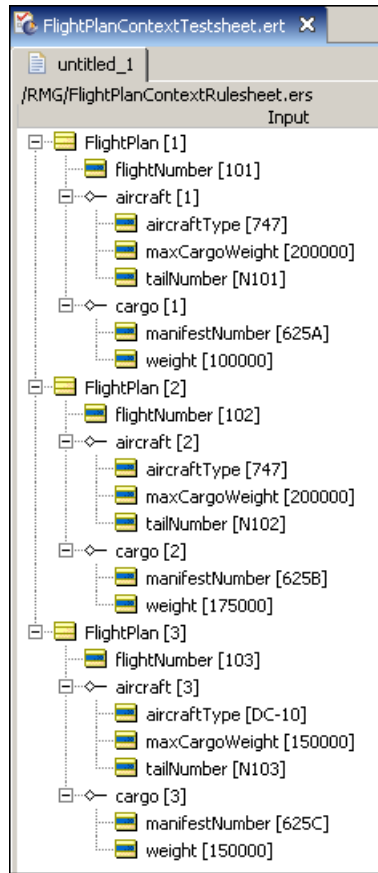 FlightPlanContextTestsheet.ert
untitled_1
/RMG/FlightPlanContextRulesheet.ers
Input
FlightPlan [1]
flightNumber [101]
aircraft [1]
aircraftType [747]
maxCargoWeight [200000]
tailNumber [N101]
cargo [1]
manifestNumber [625A]
weight [100000]
FlightPlan [2]
flightNumber [102]
aircraft [2]
aircraftType [747]
maxCargoWeight [200000]
tailNumber [N102]
cargo [2]
manifestNumber [625B]
weight [175000]
FlightPlan [3]
flightNumber [103]
aircraft [3]
aircraftType [DC-10]
maxCargoWeight [150000]
tailNumber [N103]
cargo [3]
manifestNumber [625C]
weight [150000]